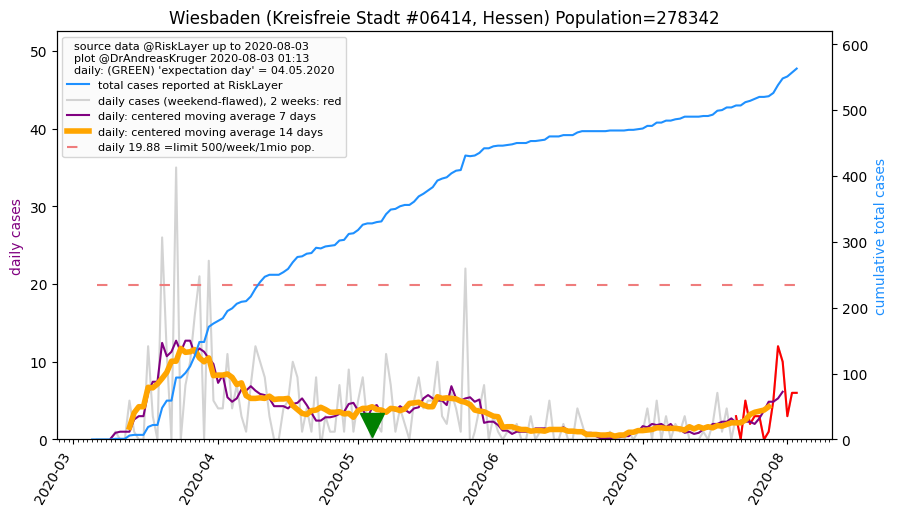 Wiesbaden (Kreisfreie Stadt #06414, Hessen) Population=278342
source data @RiskLayer up to 2020-08-03
plot @DrAndreasKruger 2020-08-03 01:13
daily: (GREEN) 'expectation day' = 04.05.2020
total cases reported at RiskLayer
daily cases (weekend-flawed), 2 weeks: red
daily: centered moving average 7 days
daily: centered moving average 14 days
daily 19.88 =limit 500/week/1mio pop.
daily cases
50
40
30
20
10
0
cumulative total cases
600
500
400
300
200
100
0
2020-03
2020-04
2020-05
2020-06
2020-07
2020-08